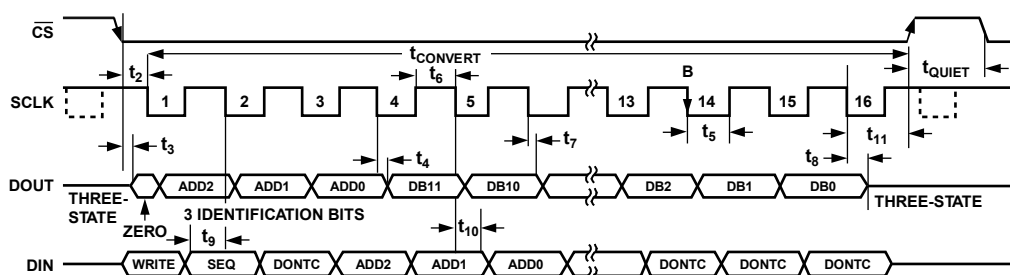 CS
tCONVERT
t2 t6 B tQUIET
SCLK 1 2 3 4 5 13 14 15 16
t3 t4 t7 t5 t8 t11
DOUT ADD2 ADD1 ADD0 DB11 DB10 DB2 DB1 DB0
THREE-
STATE
THREE-STATE
ZERO
3 IDENTIFICATION BITS
t9 t10
DIN WRITE SEQ DONTC ADD2 ADD1 ADD0 DONTC DONTC DONTC